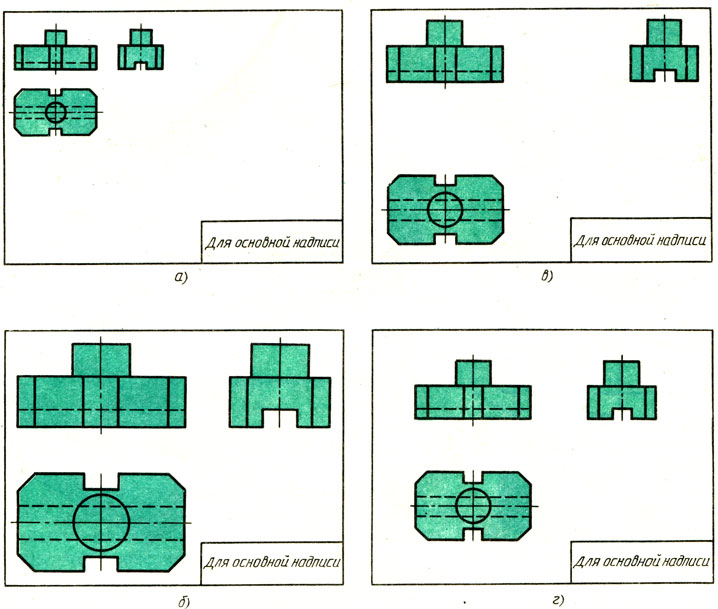 Для основной надписи
а)
Для основной надписи
в)
Для основной надписи
б)
Для основной надписи
г)